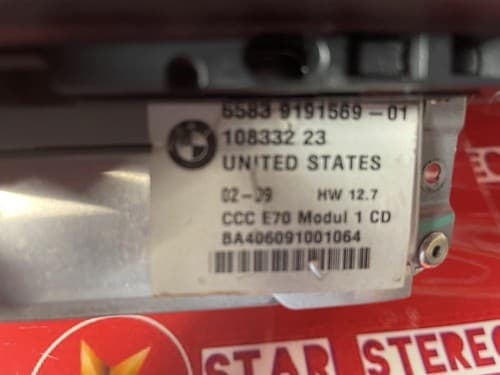 6583 9191569-01
108332 23
UNITED STATES
02-09 HW 12.7
CCC E70 Modul 1 CD
BA406091001064
STAR STEREO